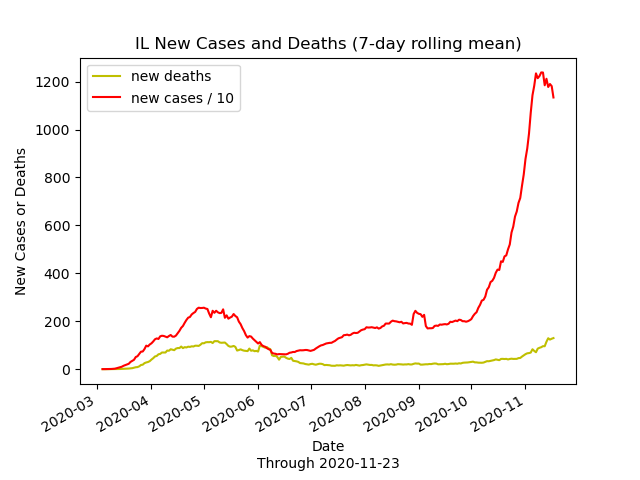 IL New Cases and Deaths (7-day rolling mean)
new deaths
new cases / 10
New Cases or Deaths
1200
1000
800
600
400
200
0
2020-03
2020-04
2020-05
2020-06
2020-07
2020-08
2020-09
2020-10
2020-11
Date
Through 2020-11-23